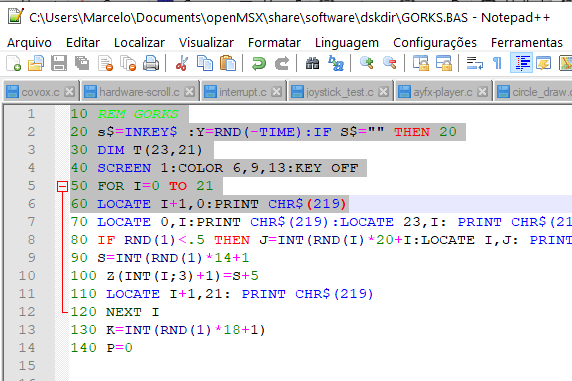 C:\Users\Marcelo\Documents\openMSX\share\software\dskdir\GORKS.BAS - Notepad++
Arquivo Editar Localizar Visualizar Formatar Linguagem Configurações Ferramentas
covox.c hardware-scroll.c interrupt.c joystick_test.c ayfx-player.c circle_draw.
1 10 REM GORKS
2 20 s$=INKEY$ :Y=RND(-TIME):IF S$="" THEN 20
3 30 DIM T(23,21)
4 40 SCREEN 1:COLOR 6,9,13:KEY OFF
5 50 FOR I=0 TO 21
6 60 LOCATE I+1,0:PRINT CHR$(219)
7 70 LOCATE 0,I:PRINT CHR$(219):LOCATE 23,I: PRINT CHR$(21
8 80 IF RND(1)<.5 THEN J=INT(RND(I)*20+I:LOCATE I,J: PRIN
9 90 S=INT(RND(1)*14+1
10 100 Z(INT(I;3)+1)=S+5
11 110 LOCATE I+1,21: PRINT CHR$(219)
12 120 NEXT I
13 130 K=INT(RND(1)*18+1)
14 140 P=0
15